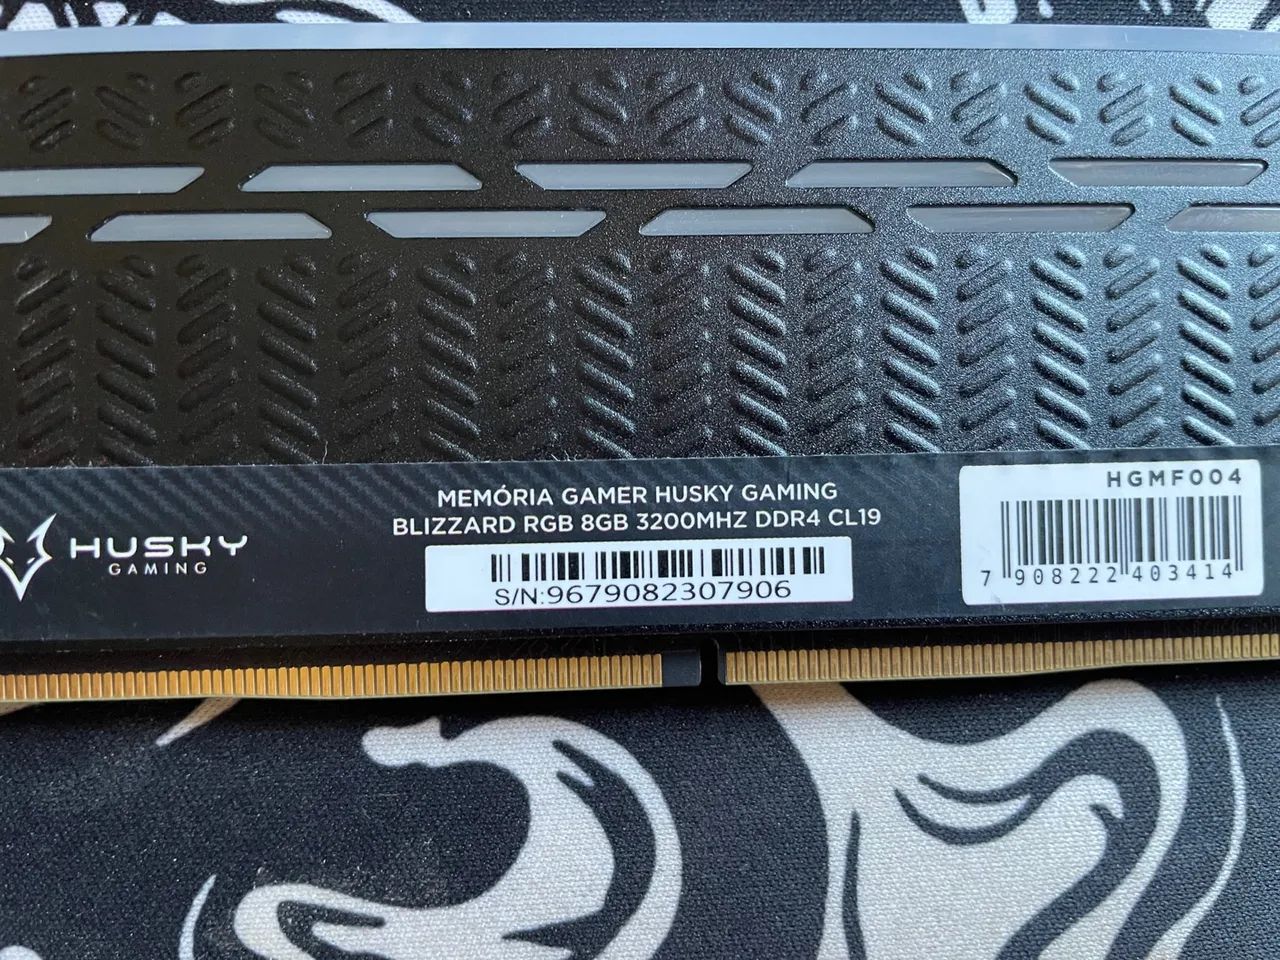 HUSKY
GAMING
MEMÓRIA GAMER HUSKY GAMING
BLIZZARD RGB 8GB 3200MHZ DDR4 CL19
S/N:9679082307906
HGMF004
7 908222 403414